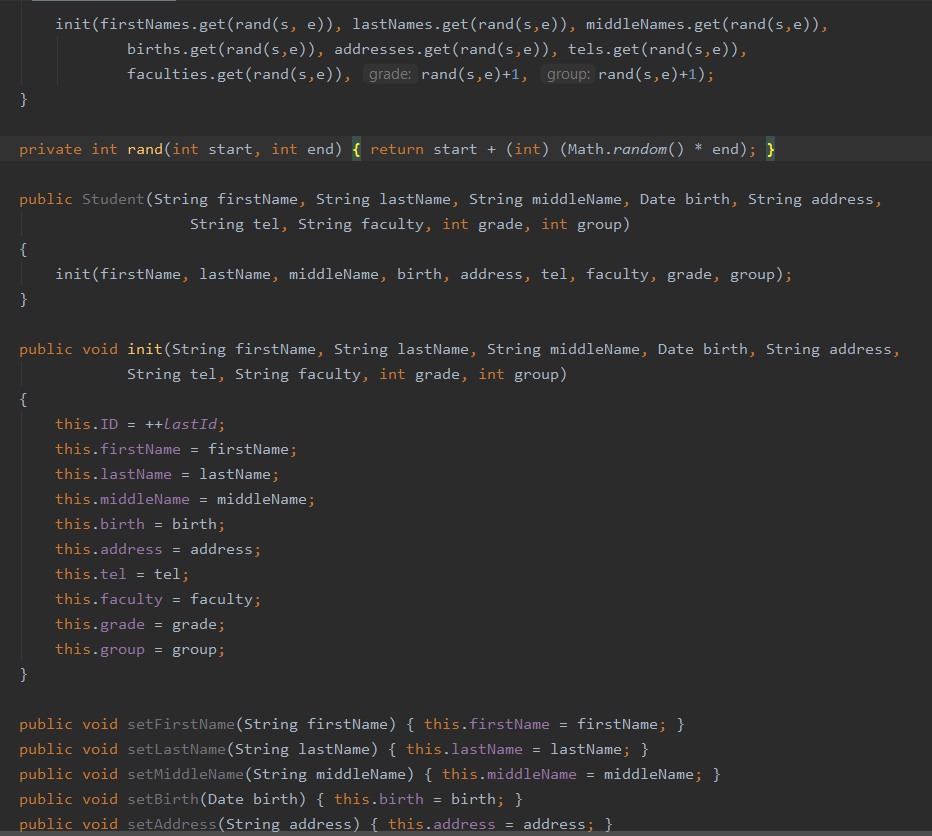 init(firstNames.get(rand(s, e)), lastNames.get(rand(s,e)), middleNames.get(rand(s,e)),
births.get(rand(s,e)), addresses.get(rand(s,e)), tels.get(rand(s,e)),
faculties.get(rand(s,e)), grade: rand(s,e)+1, group: rand(s,e)+1);
}
private int rand(int start, int end) { return start + (int) (Math.random() * end); }
public Student(String firstName, String lastName, String middleName, Date birth, String address,
String tel, String faculty, int grade, int group)
{
init(firstName, lastName, middleName, birth, address, tel, faculty, grade, group);
}
public void init(String firstName, String lastName, String middleName, Date birth, String address,
String tel, String faculty, int grade, int group)
{
this.ID = ++lastId;
this.firstName = firstName;
this.lastName = lastName;
this.middleName = middleName;
this.birth = birth;
this.address = address;
this.tel = tel;
this.faculty = faculty;
this.grade = grade;
this.group = group;
}
public void setFirstName(String firstName) { this.firstName = firstName; }
public void setLastName(String lastName) { this.lastName = lastName; }
public void setMiddleName(String middleName) { this.middleName = middleName; }
public void setBirth(Date birth) { this.birth = birth; }
public void setAddress(String address) { this.address = address; }